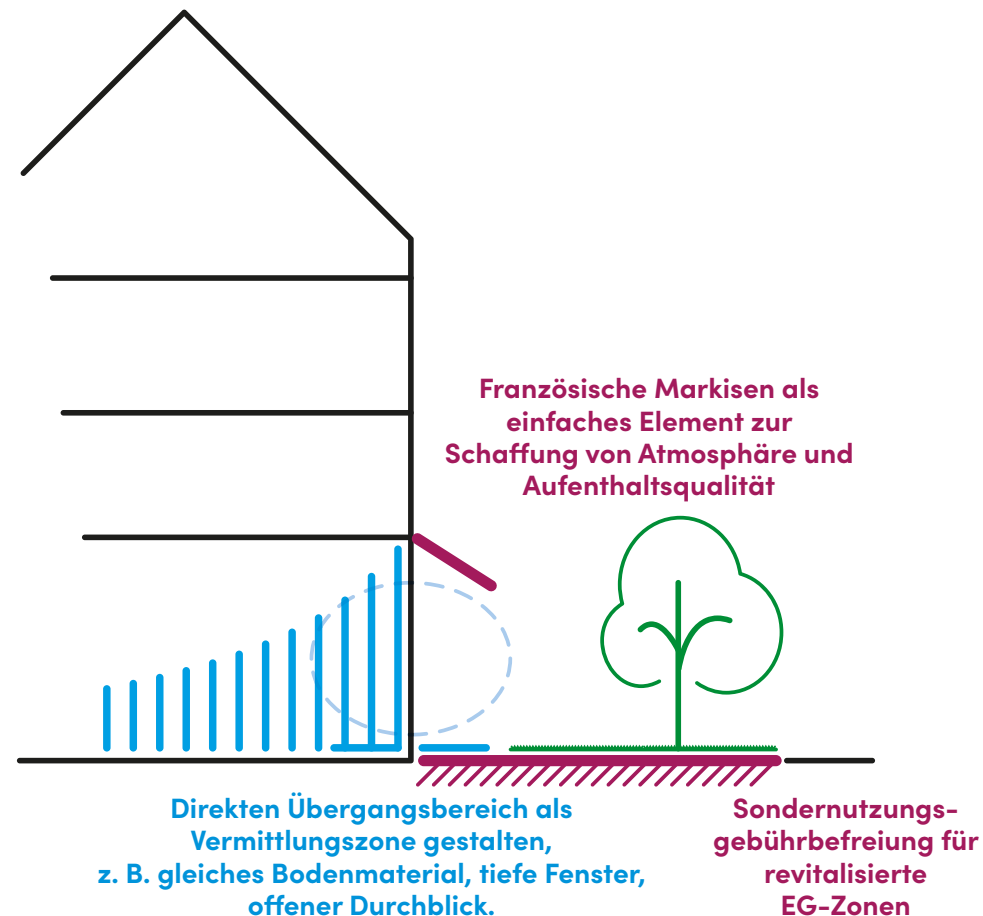 Französische Markisen als
einfaches Element zur
Schaffung von Atmosphäre und
Aufenthaltsqualität
Direkten Übergangsbereich als
Vermittlungszone gestalten,
z. B. gleiches Bodenmaterial, tiefe Fenster,
offener Durchblick.
Sondernutzungs-
gebührbefreiung für
revitalisierte
EG-Zonen